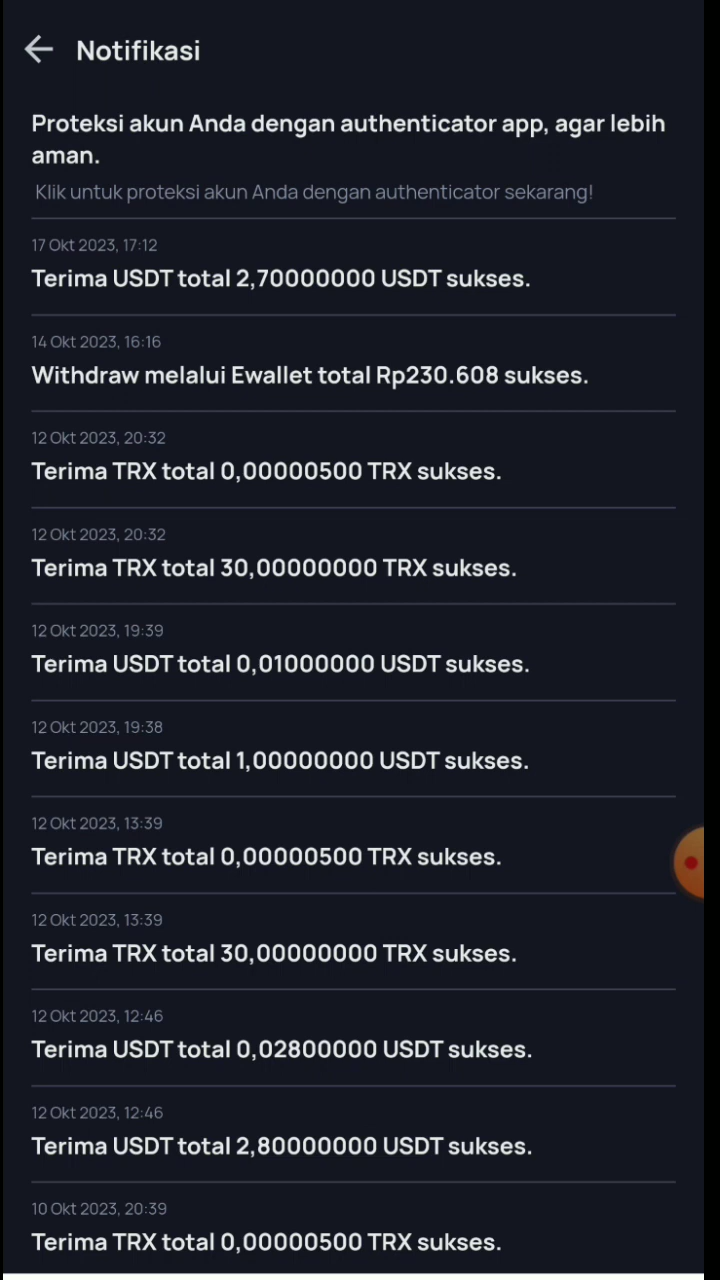 Notifikasi
Proteksi akun Anda dengan authenticator app, agar lebih
aman.
Klik untuk proteksi akun Anda dengan authenticator sekarang!
17 Okt 2023, 17:12
Terima USDT total 2,70000000 USDT sukses.
14 Okt 2023, 16:16
Withdraw melalui Ewallet total Rp230.608 sukses.
12 Okt 2023, 20:32
Terima TRX total 0,00000500 TRX sukses.
12 Okt 2023, 20:32
Terima TRX total 30,00000000 TRX sukses.
12 Okt 2023, 19:39
Terima USDT total 0,01000000 USDT sukses.
12 Okt 2023, 19:38
Terima USDT total 1,00000000 USDT sukses.
12 Okt 2023, 13:39
Terima TRX total 0,00000500 TRX sukses.
12 Okt 2023, 13:39
Terima TRX total 30,00000000 TRX sukses.
12 Okt 2023, 12:46
Terima USDT total 0,02800000 USDT sukses.
12 Okt 2023, 12:46
Terima USDT total 2,80000000 USDT sukses.
10 Okt 2023, 20:39
Terima TRX total 0,00000500 TRX sukses.